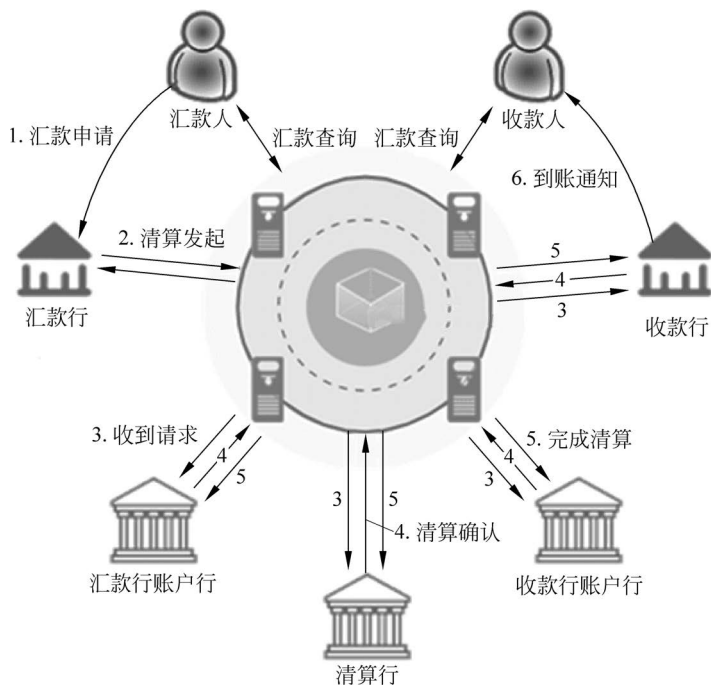 汇款人
收款人
1. 汇款申请
汇款查询
汇款查询
6. 到账通知
2. 清算发起
5
4
3
汇款行
收款行
3. 收到请求
4
5
5. 完成清算
4
3
3
5
4. 清算确认
汇款行账户行
收款行账户行
清算行